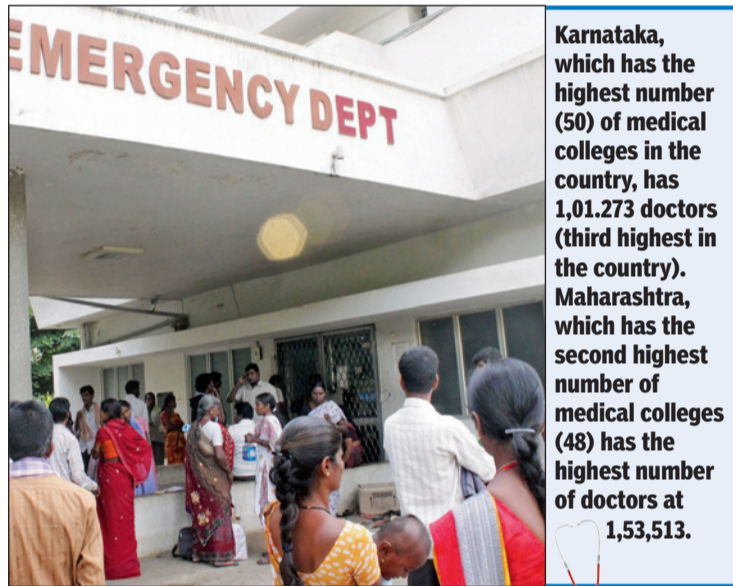 EMERGENCY DEPT
Karnataka,
which has the
highest number
(50) of medical
colleges in the
country, has
1,01.273 doctors
(third highest in
the country).
Maharashtra,
which has the
second highest
number of
medical colleges
(48) has the
highest number
of doctors at
1,53,513.